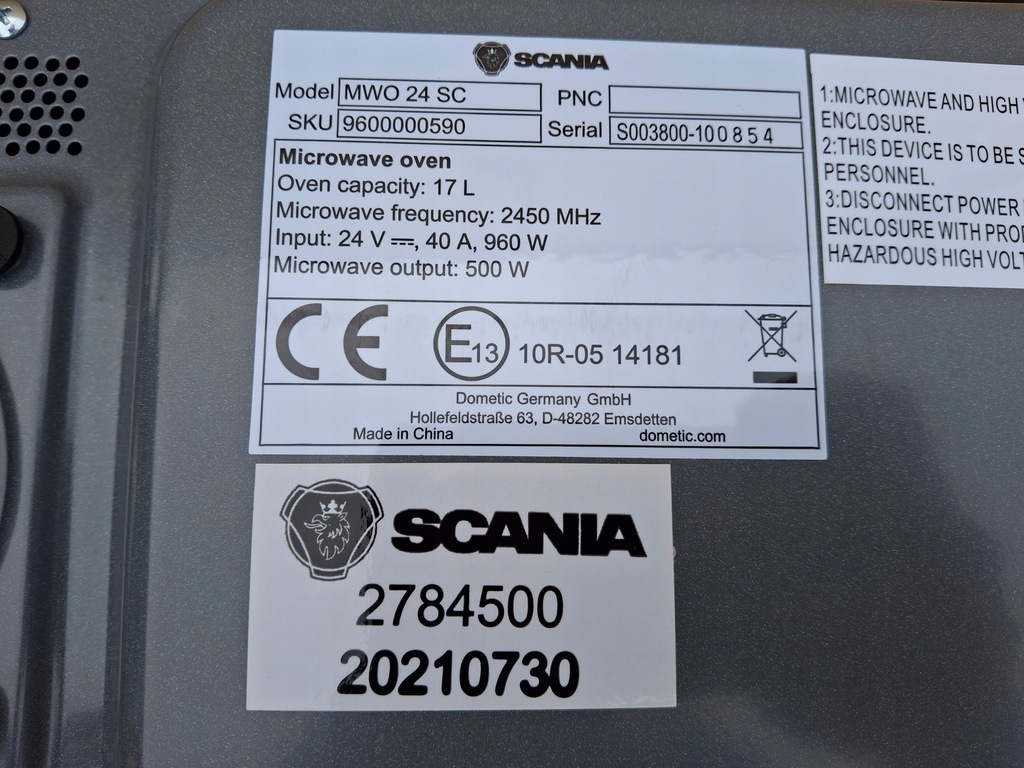 SCANIA
Model MWO 24 SC PNC
SKU 9600000590 Serial S003800-100854
Microwave oven
Oven capacity: 17 L
Microwave frequency: 2450 MHz
Input: 24 V ⎓, 40 A, 960 W
Microwave output: 500 W
CE E13 10R-05 14181
Dometic Germany GmbH
Hollefeldstraße 63, D-48282 Emsdetten
Made in China dometic.com
1:MICROWAVE AND HIGH
ENCLOSURE.
2:THIS DEVICE IS TO BE
PERSONNEL.
3:DISCONNECT POWER
ENCLOSURE WITH
HAZARDOUS HIGH
SCANIA
2784500
20210730